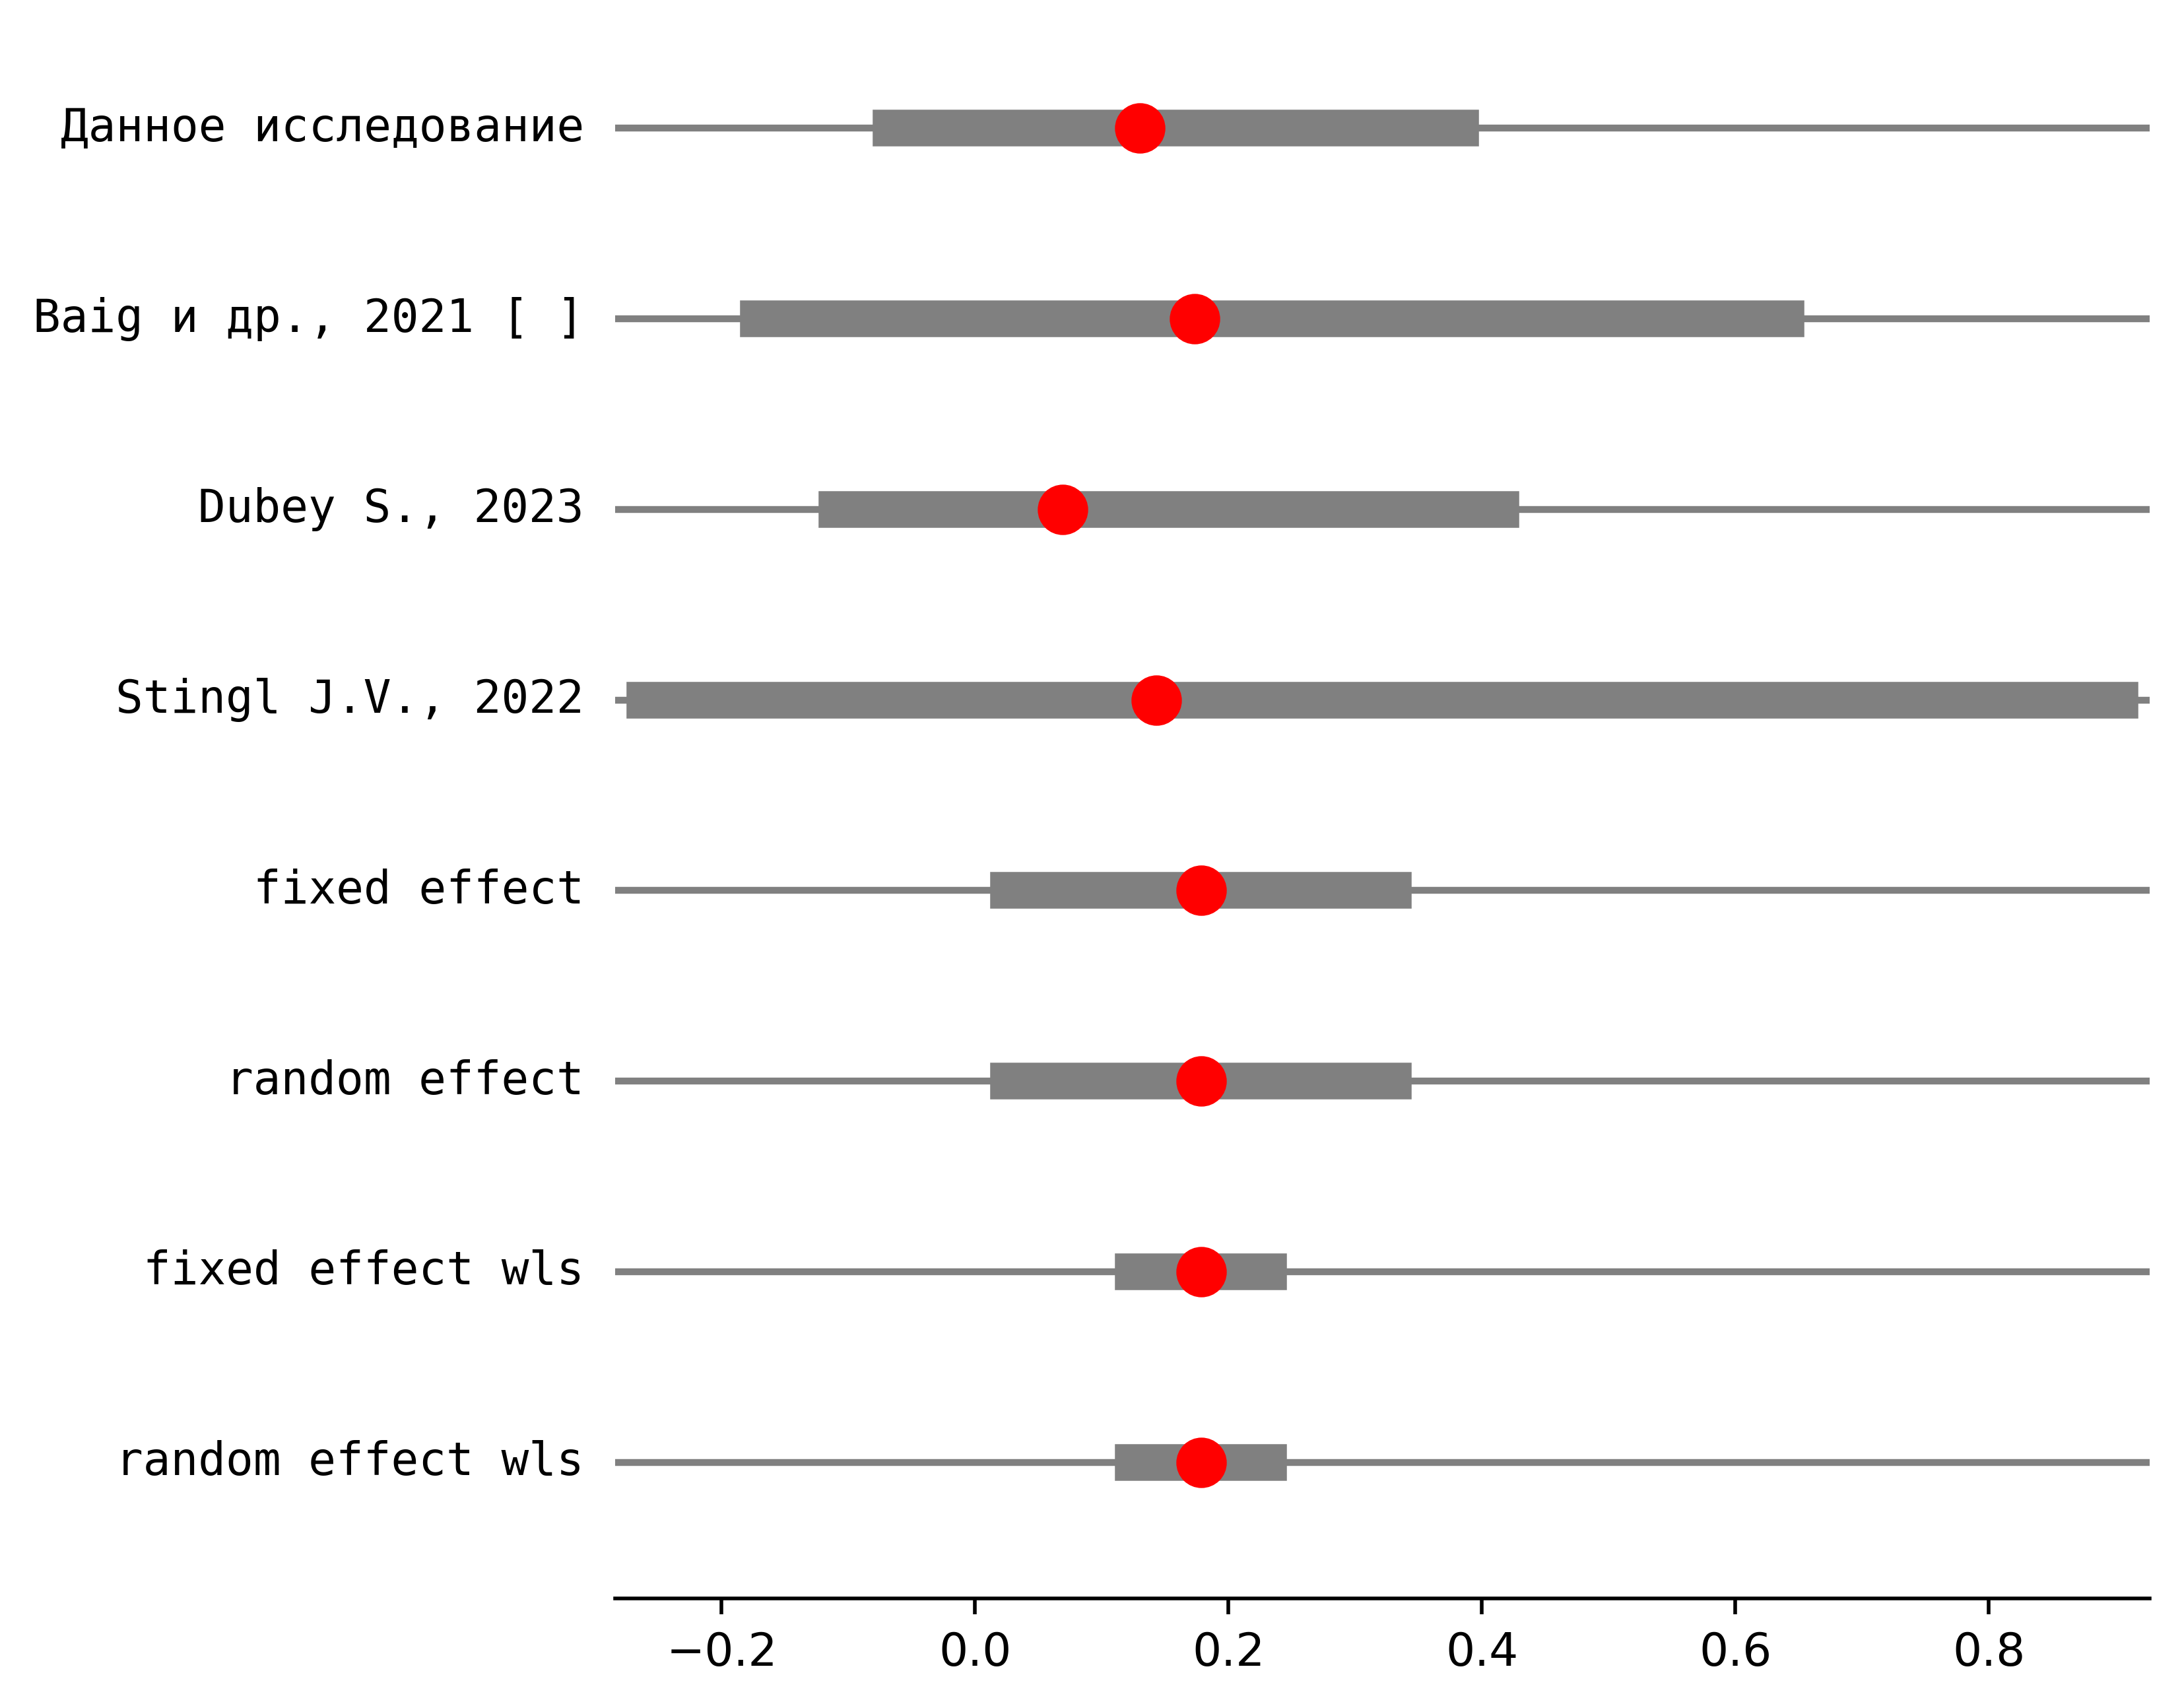 Данное исследование
Baig и др., 2021 [ ]
Dubey S., 2023
Stingl J.V., 2022
fixed effect
random effect
fixed effect wls
random effect wls
−0.2 0.0 0.2 0.4 0.6 0.8